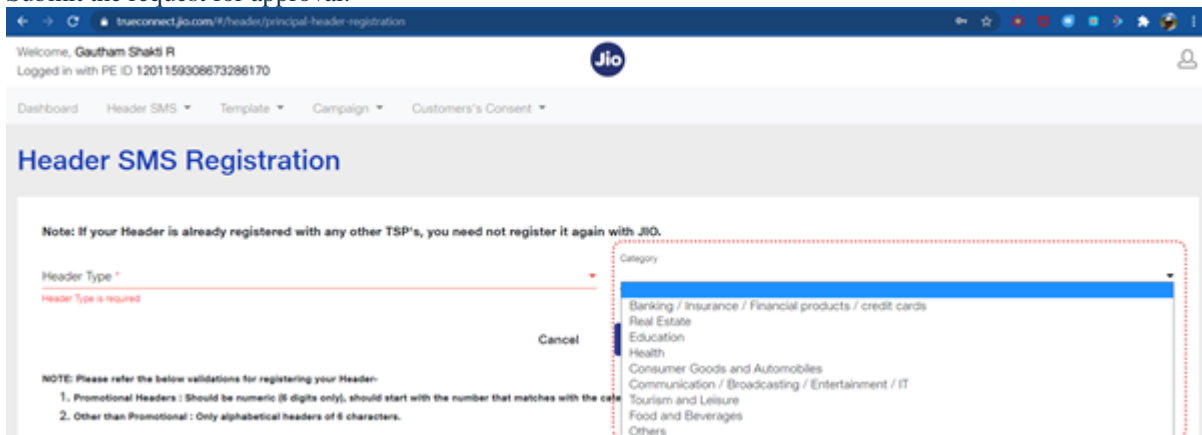 Submit the request for approval.
trueconnect.jio.com/#/header/principal-header-registration
Welcome, Gautham Shakti R
Logged in with PE ID 1201159308673286170
Jio
Dashboard Header SMS Template Campaign Customers's Consent
Header SMS Registration
Note: If your Header is already registered with any other TSP's, you need not register it again with JIO.
Header Type *
Header Type is required
Category
Banking / Insurance / Financial products / credit cards
Real Estate
Education
Health
Consumer Goods and Automobiles
Communication / Broadcasting / Entertainment / IT
Tourism and Leisure
Food and Beverages
Others
Cancel
NOTE: Please refer the below validations for registering your Header-
1. Promotional Headers : Should be numeric (6 digits only), should start with the number that matches with the cate
2. Other than Promotional : Only alphabetical headers of 6 characters.